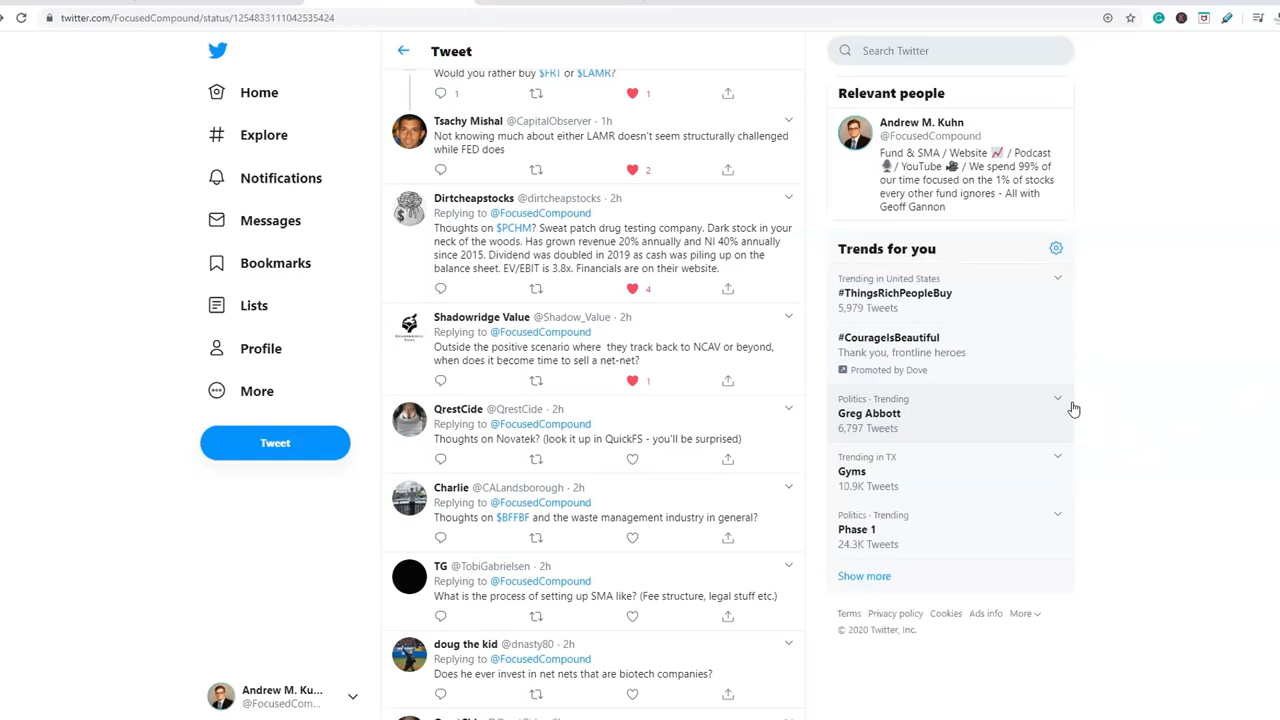 twitter.com/FocusedCompound/status/1254833111042535424
Home
Explore
Notifications
Messages
Bookmarks
Lists
Profile
More
Tweet
Andrew M. Ku...
@FocusedCom...
Tweet
Would you rather buy $FRT or $LAMR?
1
1
Tsachy Mishal @CapitalObserver · 1h
Not knowing much about either LAMR doesn't seem structurally challenged
while FED does
2
Dirtcheapstocks @dirtcheapstocks · 2h
Replying to @FocusedCompound
Thoughts on $PCHM? Sweat patch drug testing company. Dark stock in your
neck of the woods. Has grown revenue 20% annually and NI 40% annually
since 2015. Dividend was doubled in 2019 as cash was piling up on the
balance sheet. EV/EBIT is 3.8x. Financials are on their website.
4
Shadowridge Value @Shadow_Value · 2h
Replying to @FocusedCompound
Outside the positive scenario where they track back to NCAV or beyond,
when does it become time to sell a net-net?
1
QrestCide @QrestCide · 2h
Replying to @FocusedCompound
Thoughts on Novatek? (look it up in QuickFS - you'll be surprised)
Charlie @CALandsborough · 2h
Replying to @FocusedCompound
Thoughts on $BFFBF and the waste management industry in general?
TG @TobiGabrielsen · 2h
Replying to @FocusedCompound
What is the process of setting up SMA like? (Fee structure, legal stuff etc.)
doug the kid @dnasty80 · 2h
Replying to @FocusedCompound
Does he ever invest in net nets that are biotech companies?
Search Twitter
Relevant people
Andrew M. Kuhn
@FocusedCompound
Fund & SMA / Website 📈 / Podcast
🎙️/ YouTube 🎥 / We spend 99% of
our time focused on the 1% of stocks
every other fund ignores - All with
Geoff Gannon
Trends for you
Trending in United States
#ThingsRichPeopleBuy
5,979 Tweets
#CourageIsBeautiful
Thank you, frontline heroes
Promoted by Dove
Politics · Trending
Greg Abbott
6,797 Tweets
Trending in TX
Gyms
10.9K Tweets
Politics · Trending
Phase 1
24.3K Tweets
Show more
Terms Privacy policy Cookies Ads info More
© 2020 Twitter, Inc.